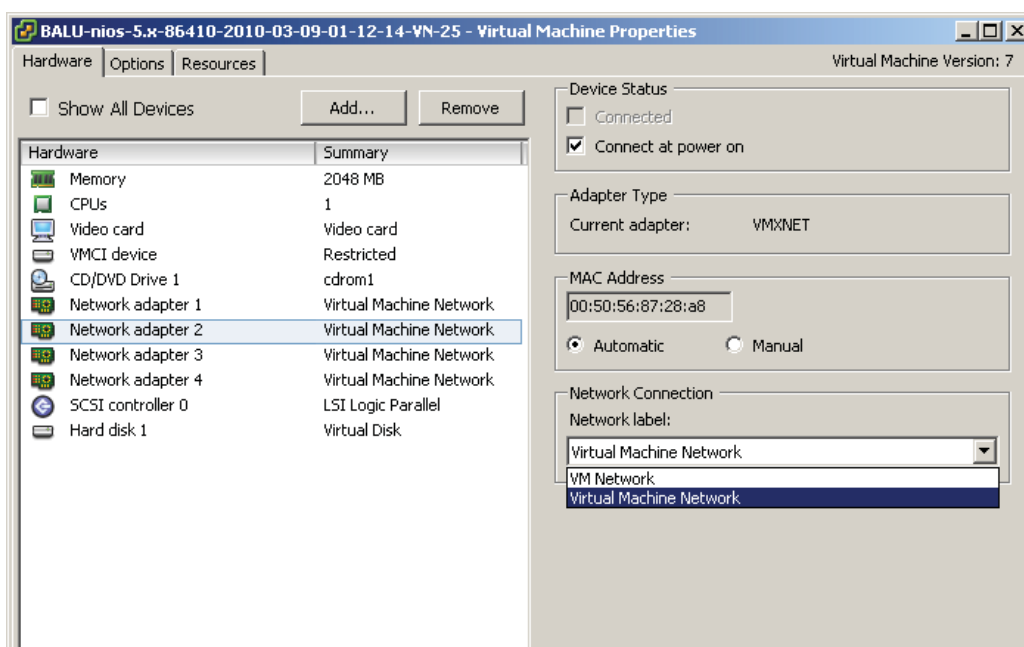 BALU-nios-5.x-86410-2010-03-09-01-12-14-VN-25 - Virtual Machine Properties
Hardware Options Resources Virtual Machine Version: 7
Show All Devices Add... Remove
Hardware Summary
Memory 2048 MB
CPUs 1
Video card Video card
VMCI device Restricted
CD/DVD Drive 1 cdrom1
Network adapter 1 Virtual Machine Network
Network adapter 2 Virtual Machine Network
Network adapter 3 Virtual Machine Network
Network adapter 4 Virtual Machine Network
SCSI controller 0 LSI Logic Parallel
Hard disk 1 Virtual Disk
Device Status
Connected
Connect at power on
Adapter Type
Current adapter: VMXNET
MAC Address
00:50:56:87:28:a8
Automatic Manual
Network Connection
Network label:
Virtual Machine Network
VM Network
Virtual Machine Network